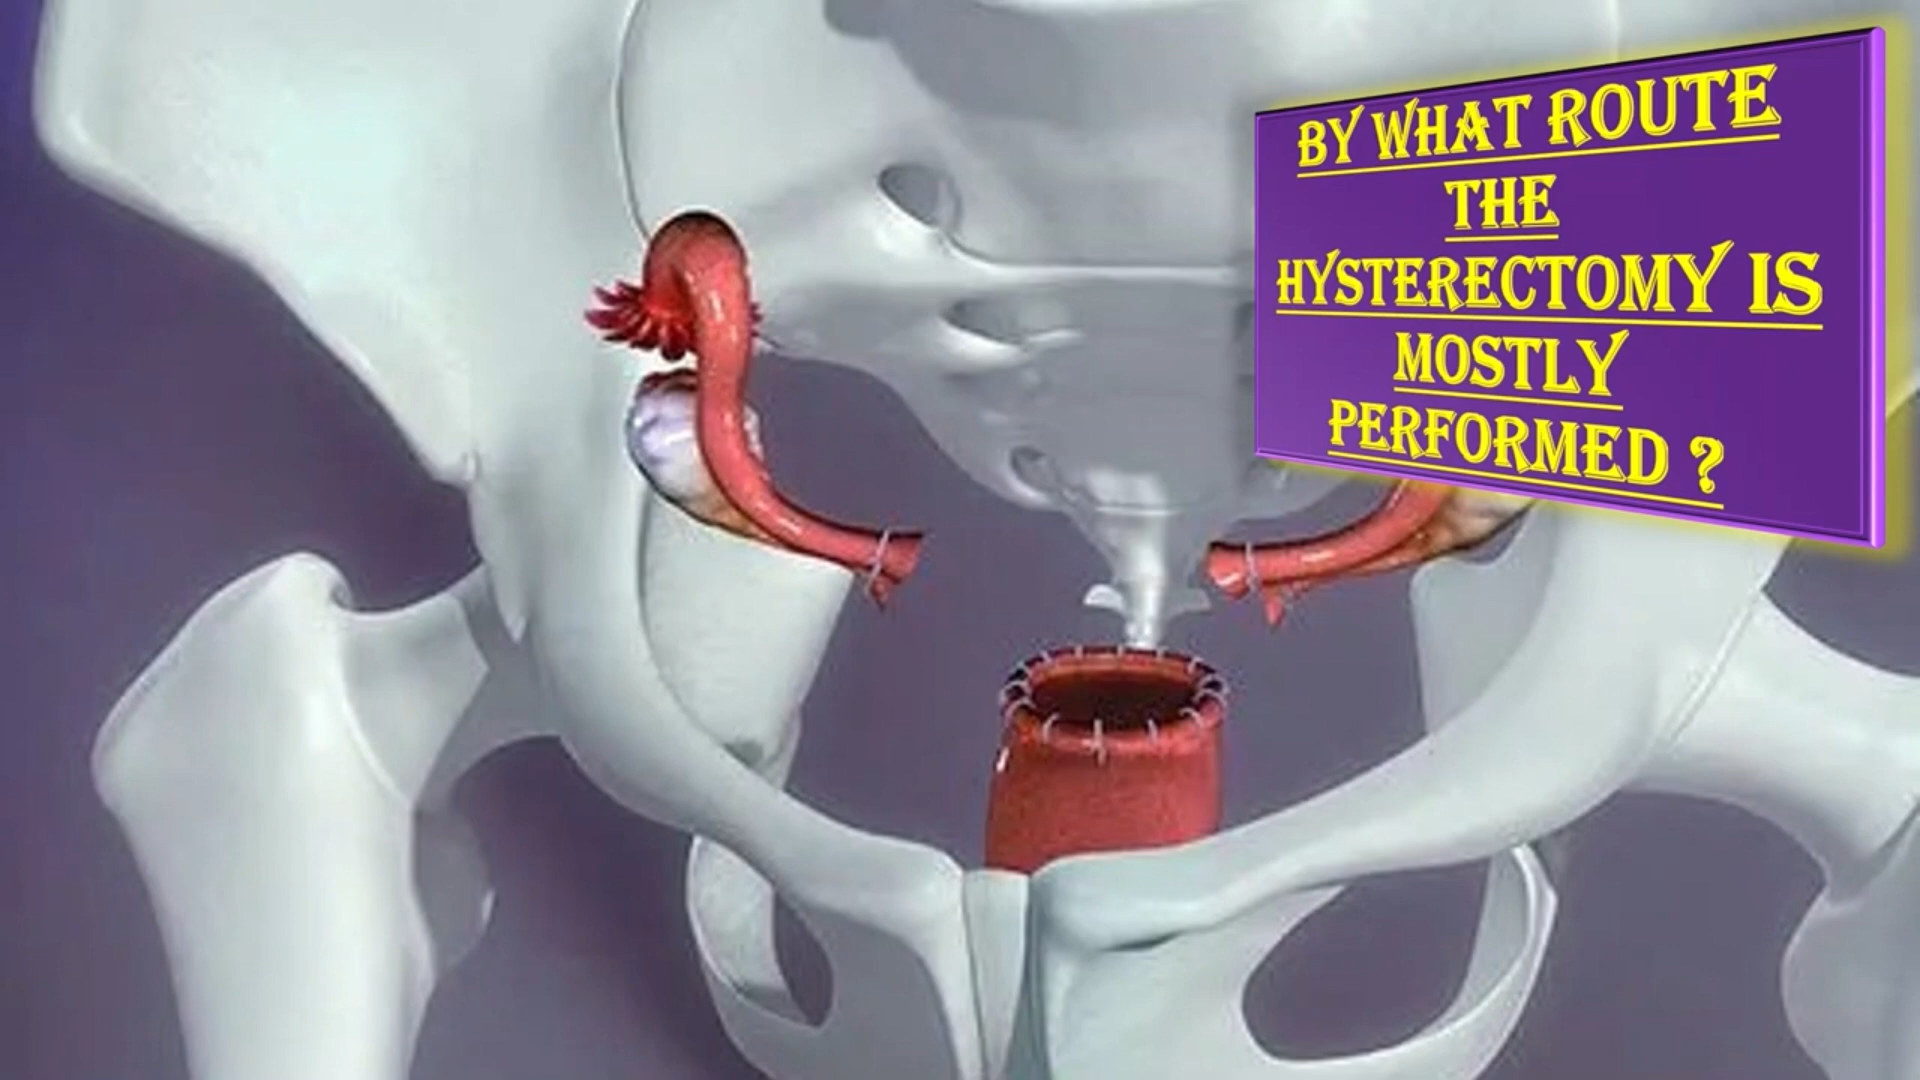 BY WHAT ROUTE
THE
HYSTERECTOMY IS
MOSTLY
PERFORMED ?